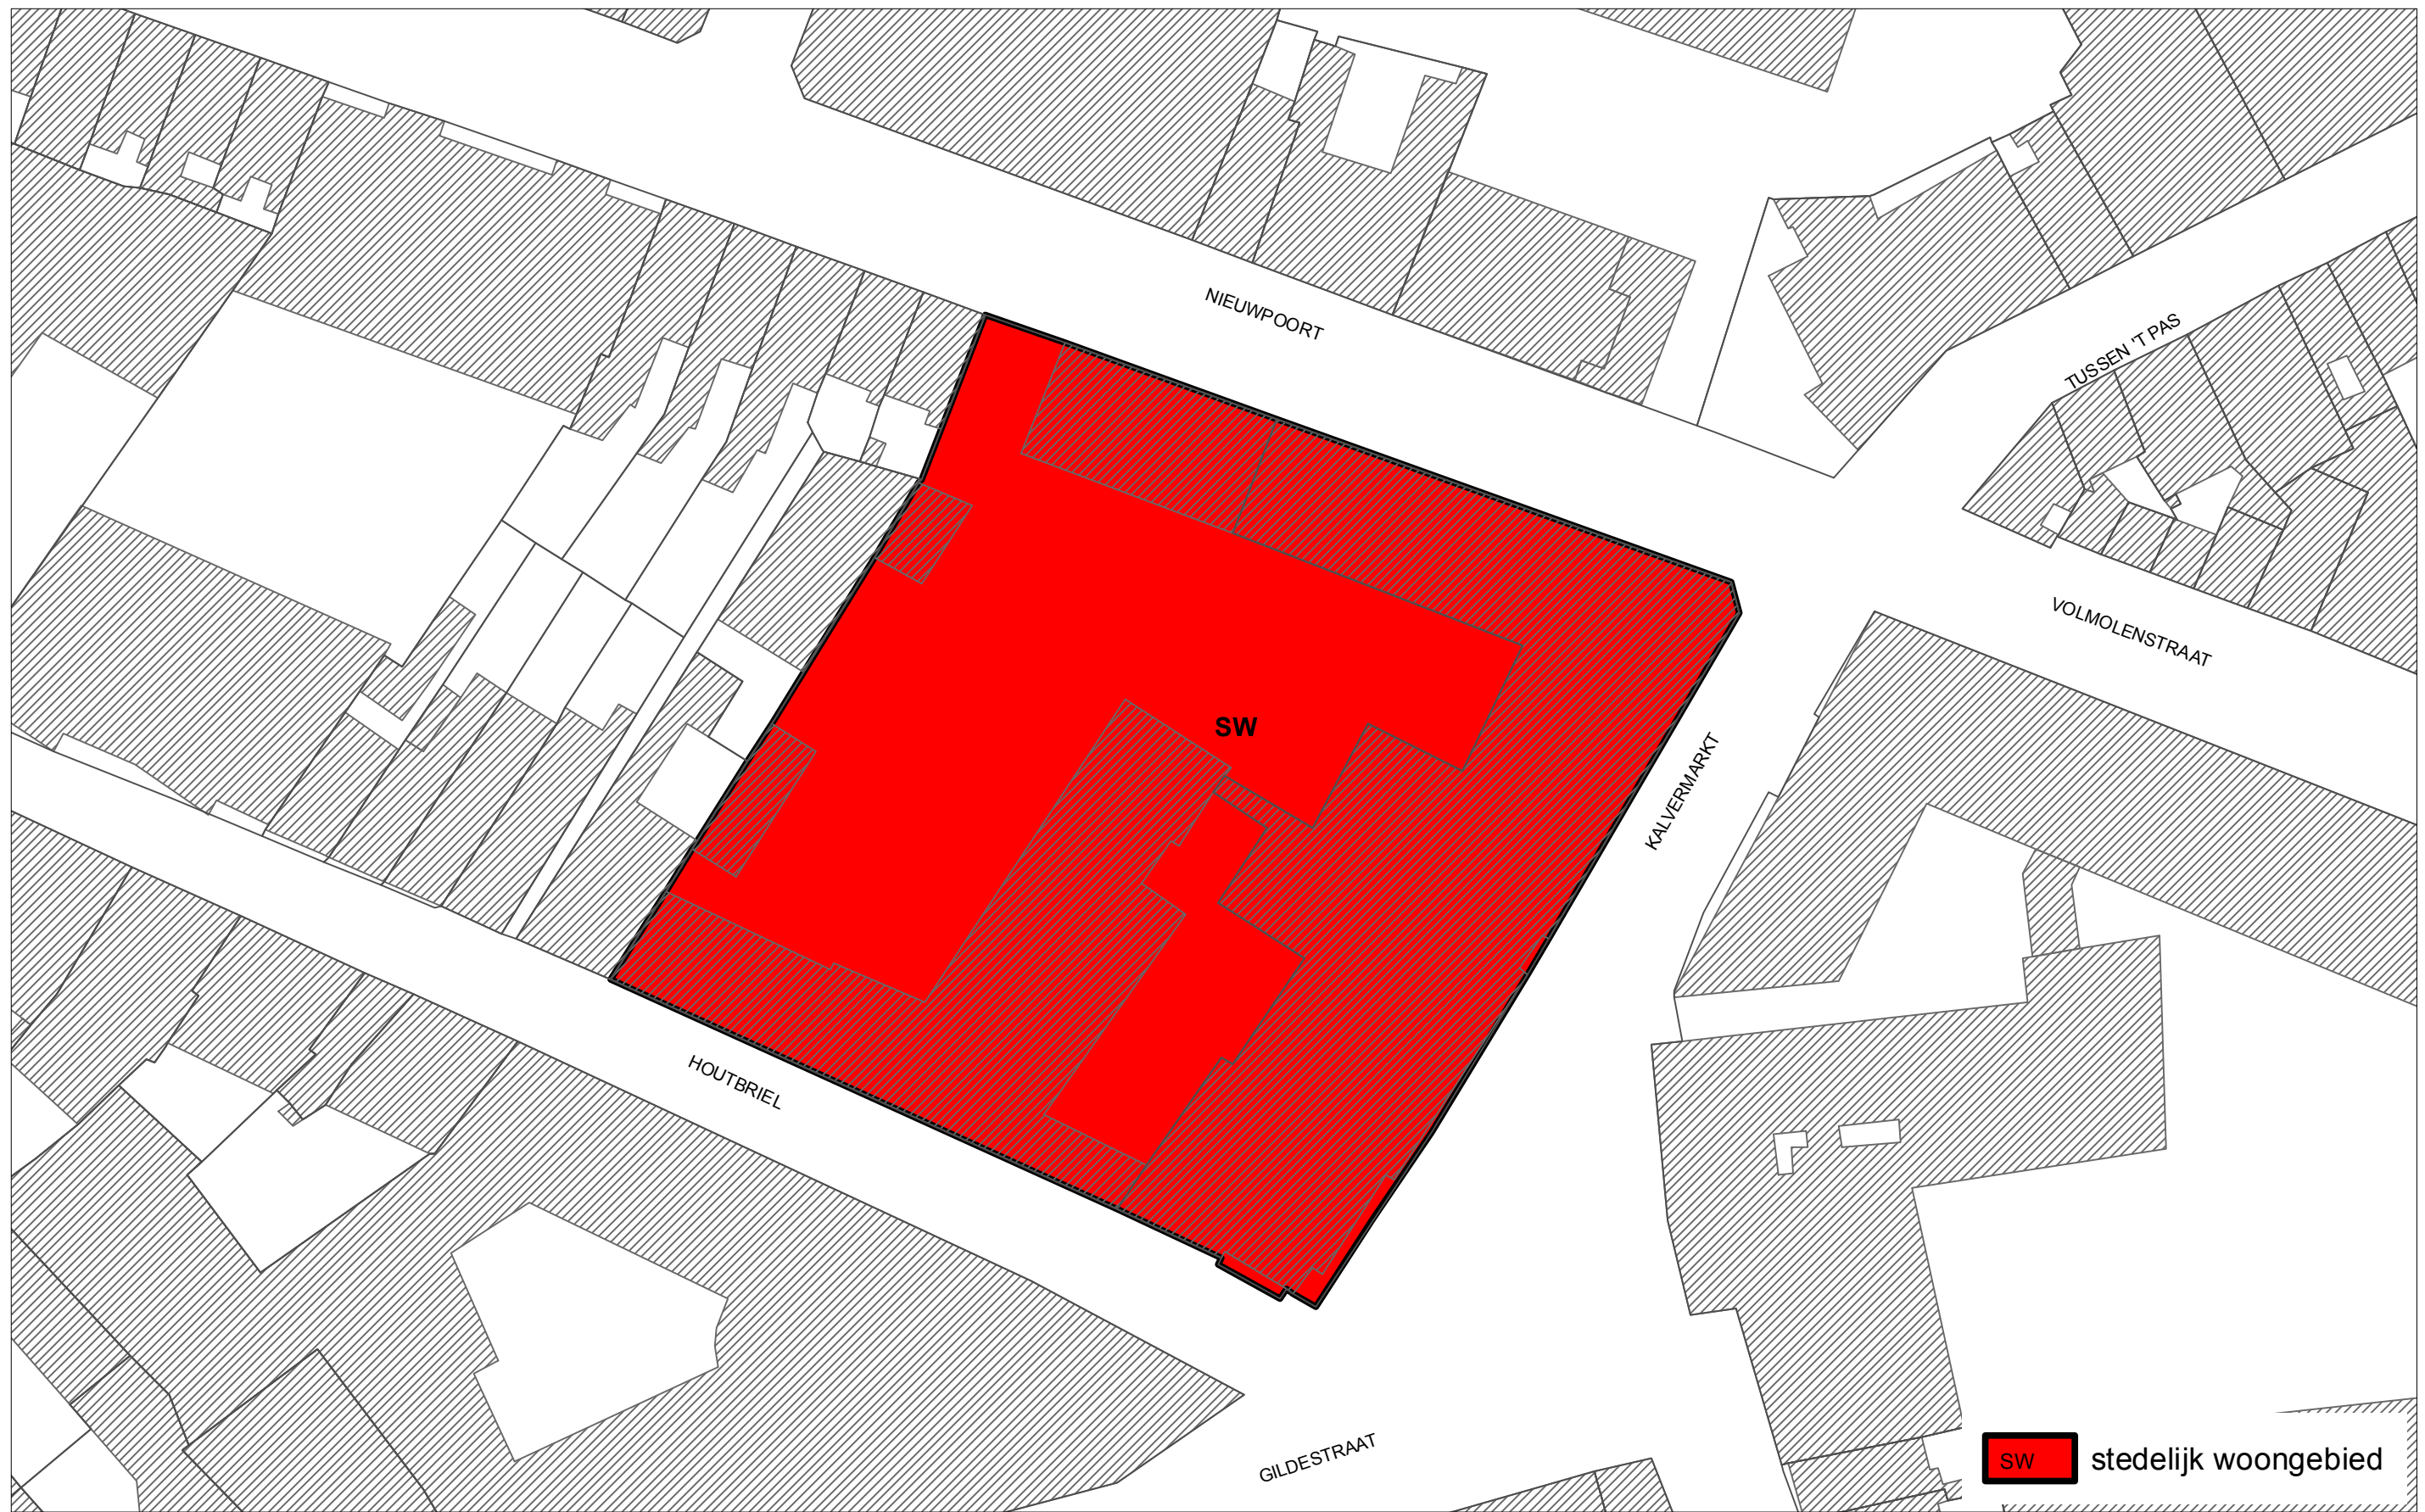 NIEUWPOORT
TUSSEN 'T PAS
VOLMOLENSTRAAT
SW
KALVERMARKT
HOUTBRIEL
GILDESTRAAT
SW stedelijk woongebied